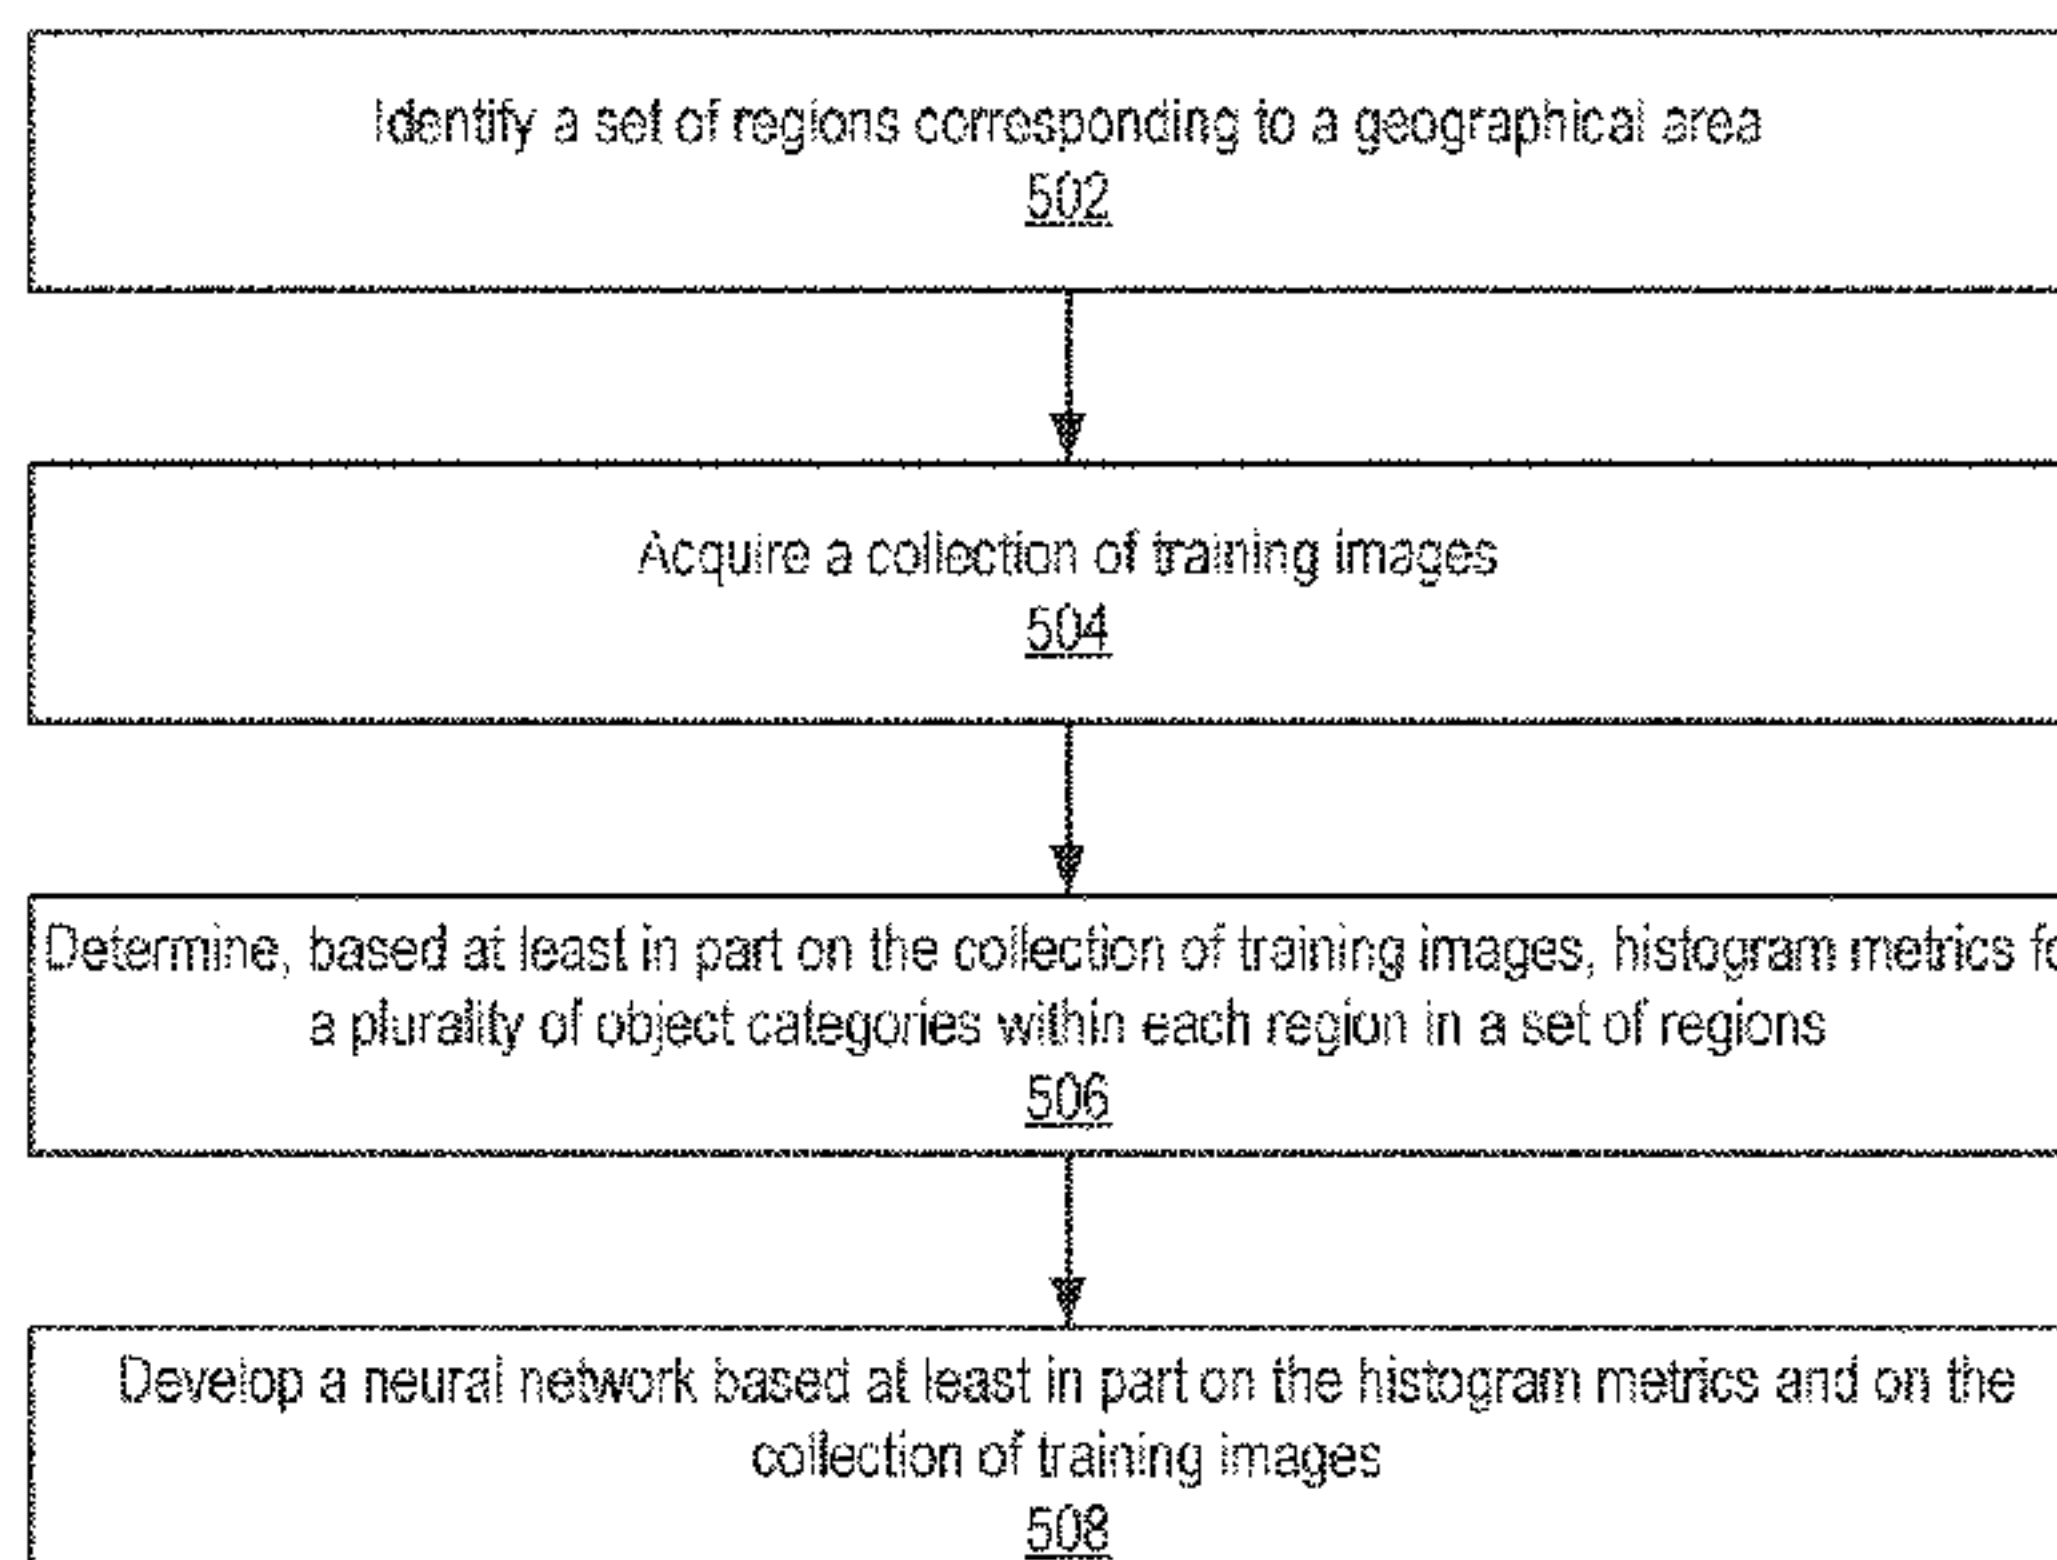 Identify a set of regions corresponding to a geographical area
502
Acquire a collection of training images
504
Determine, based at least in part on the collection of training images, histogram metrics fo
a plurality of object categories within each region in a set of regions
506
Develop a neural network based at least in part on the histogram metrics and on the
collection of training images
508